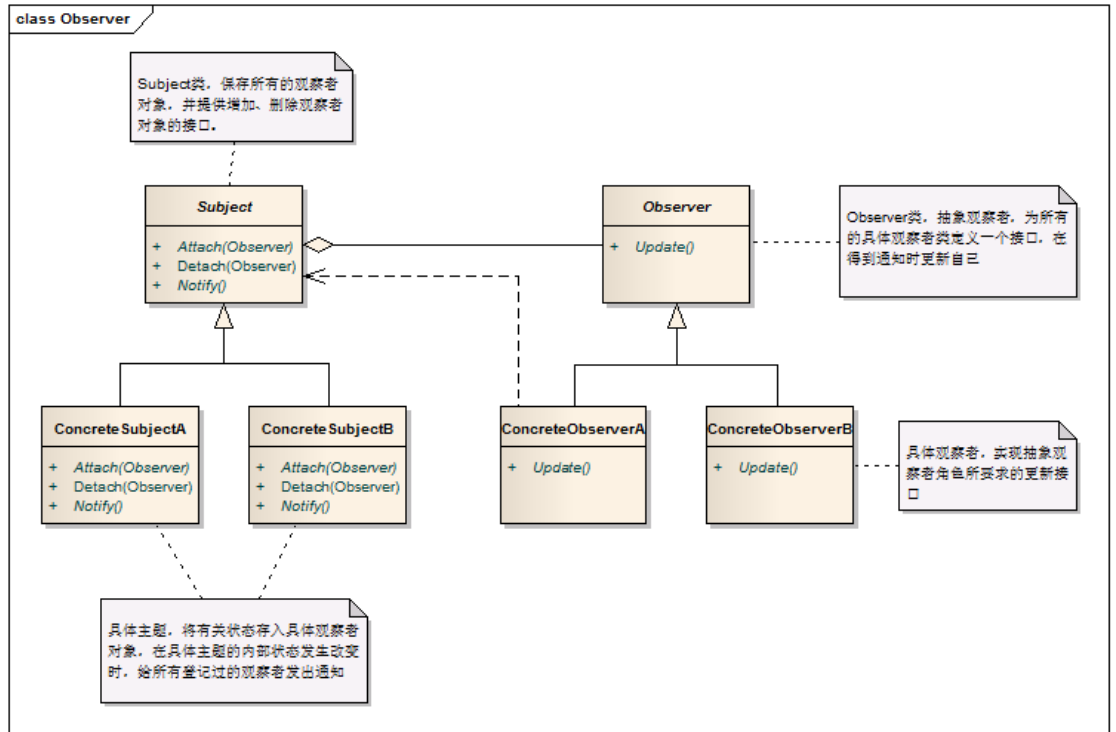 class Observer
Subject类，保存所有的观察者
对象，并提供增加、删除观察者
对象的接口。
Subject
+ Attach(Observer)
+ Detach(Observer)
+ Notify()
Observer
+ Update()
Observer类，抽象观察者，为所有
的具体观察者类定义一个接口，在
得到通知时更新自己
ConcreteSubjectA
+ Attach(Observer)
+ Detach(Observer)
+ Notify()
ConcreteSubjectB
+ Attach(Observer)
+ Detach(Observer)
+ Notify()
ConcreteObserverA
+ Update()
ConcreteObserverB
+ Update()
具体观察者，实现抽象观
察者角色所要求的更新接
口
具体主题，将有关状态存入具体观察者
对象，在具体主题的内部状态发生改变
时，给所有登记过的观察者发出通知